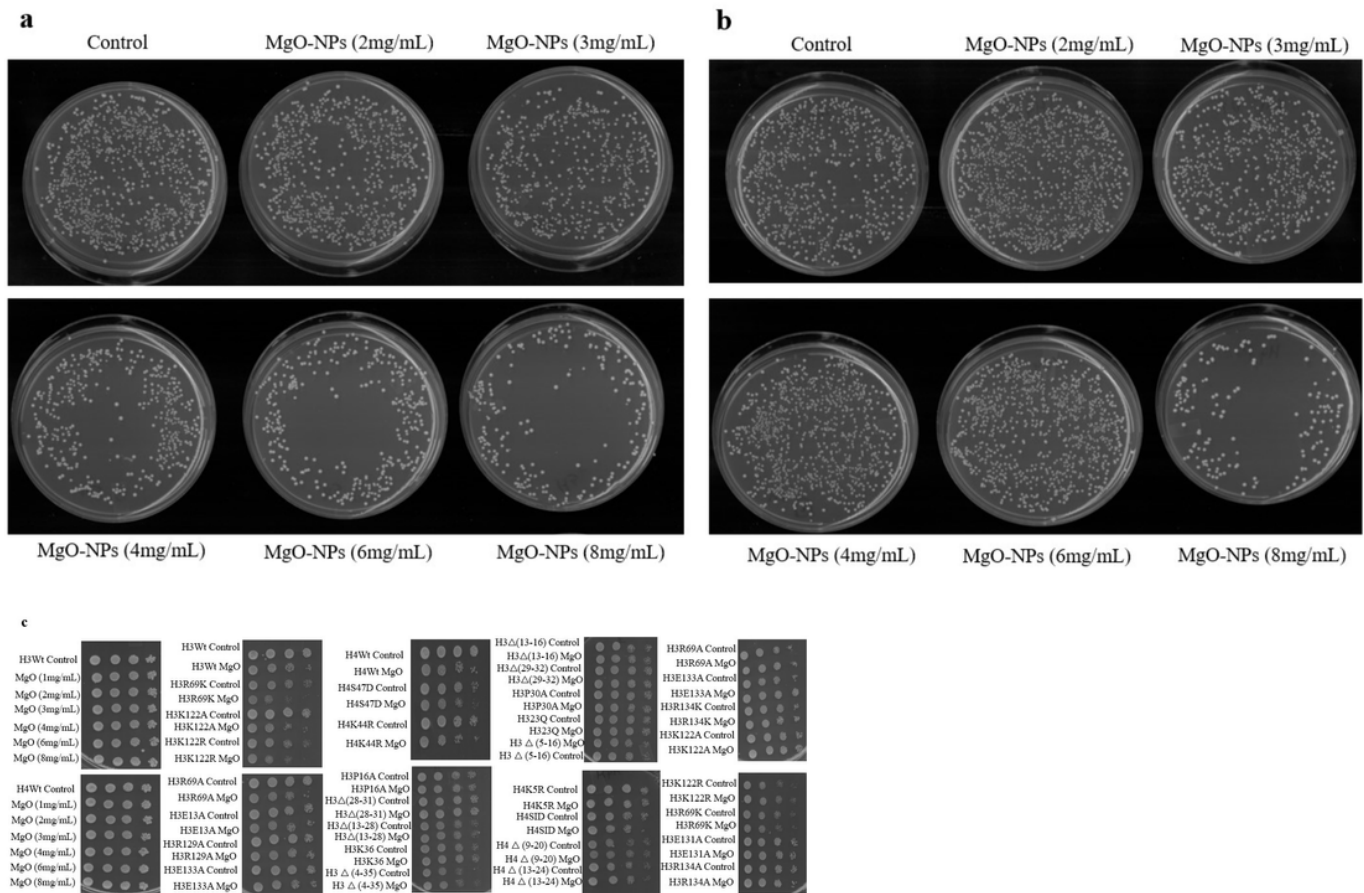 a
Control
MgO-NPs (2mg/mL)
MgO-NPs (3mg/mL)
MgO-NPs (4mg/mL)
MgO-NPs (6mg/mL)
MgO-NPs (8mg/mL)
b
Control
MgO-NPs (2mg/mL)
MgO-NPs (3mg/mL)
MgO-NPs (4mg/mL)
MgO-NPs (6mg/mL)
MgO-NPs (8mg/mL)
c
H3Wt Control
MgO (1mg/mL)
MgO (2mg/mL)
MgO (3mg/mL)
MgO (4mg/mL)
MgO (6mg/mL)
MgO (8mg/mL)
H3Wt Control
H3Wt MgO
H3R69K Control
H3R69K MgO
H3K122A Control
H3K122A MgO
H3K122R Control
H3K122R MgO
H4Wt Control
H4Wt MgO
H4S47D Control
H4S47D MgO
H4K44R Control
H4K44R MgO
H3△(13-16) Control
H3△(13-16) MgO
H3△(29-32) Control
H3△(29-32) MgO
H3P30A Control
H3P30A MgO
H323Q Control
H323Q MgO
H3 △ (5-16) MgO
H3 △ (5-16) Control
H3R69A Control
H3R69A MgO
H3E133A Control
H3E133A MgO
H3R134K Control
H3R134K MgO
H3K122A Control
H3K122A MgO
H4Wt Control
MgO (1mg/mL)
MgO (2mg/mL)
MgO (3mg/mL)
MgO (4mg/mL)
MgO (6mg/mL)
MgO (8mg/mL)
H3R69A Control
H3R69A MgO
H3E13A Control
H3E13A MgO
H3R129A Control
H3R129A MgO
H3E133A Control
H3E133A MgO
H3P16A Control
H3P16A MgO
H3△(28-31) Control
H3△(28-31) MgO
H3△(13-28) Control
H3△(13-28) MgO
H3K36 Control
H3K36 MgO
H3 △ (4-35) Control
H3 △ (4-35) MgO
H4K5R Control
H4K5R MgO
H4SID Control
H4SID MgO
H4 △ (9-20) Control
H4 △ (9-20) MgO
H4 △ (13-24) Control
H4 △ (13-24) MgO
H3K122R Control
H3K122R MgO
H3R69K Control
H3R69K MgO
H3E131A Control
H3E131A MgO
H3R134A Control
H3R134A MgO